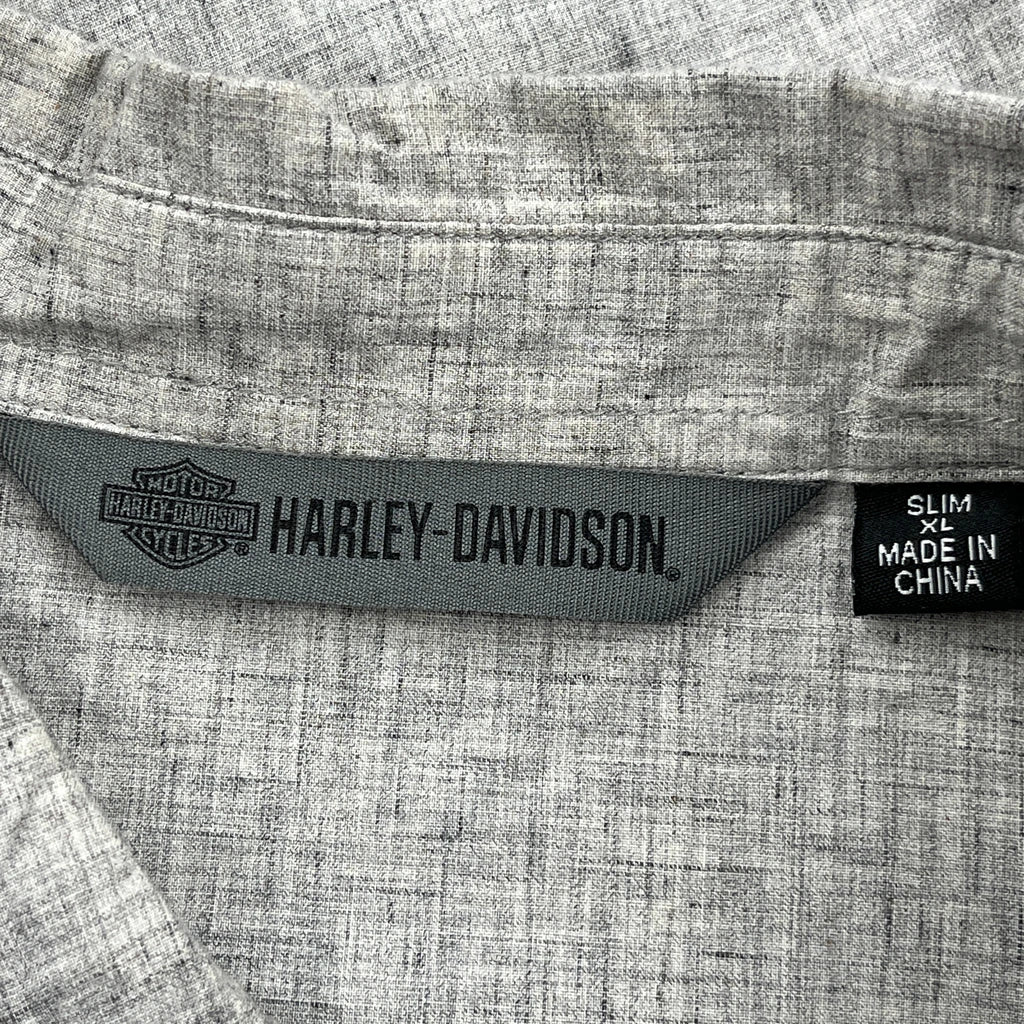 MOTOR
HARLEY-DAVIDSON
CYCLES®
HARLEY-DAVIDSON®
SLIM
XL
MADE IN
CHINA